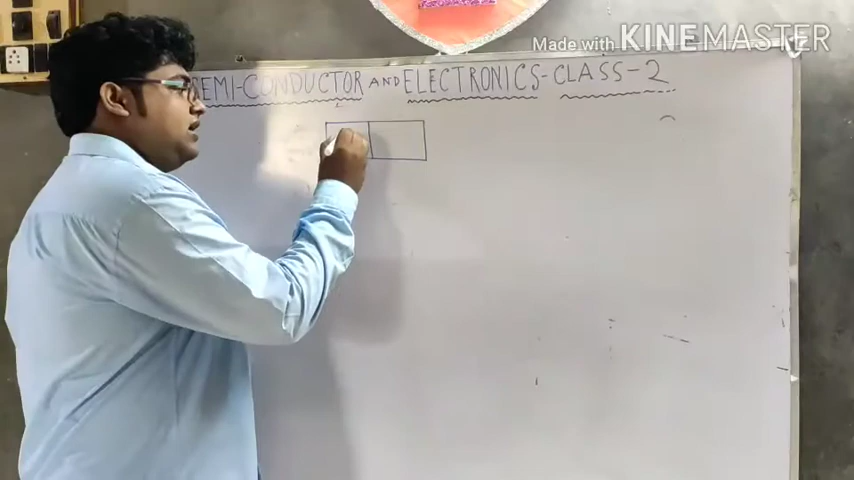 Made with KINEMASTER
SEMI-CONDUCTOR AND ELECTRONICS-CLASS-2